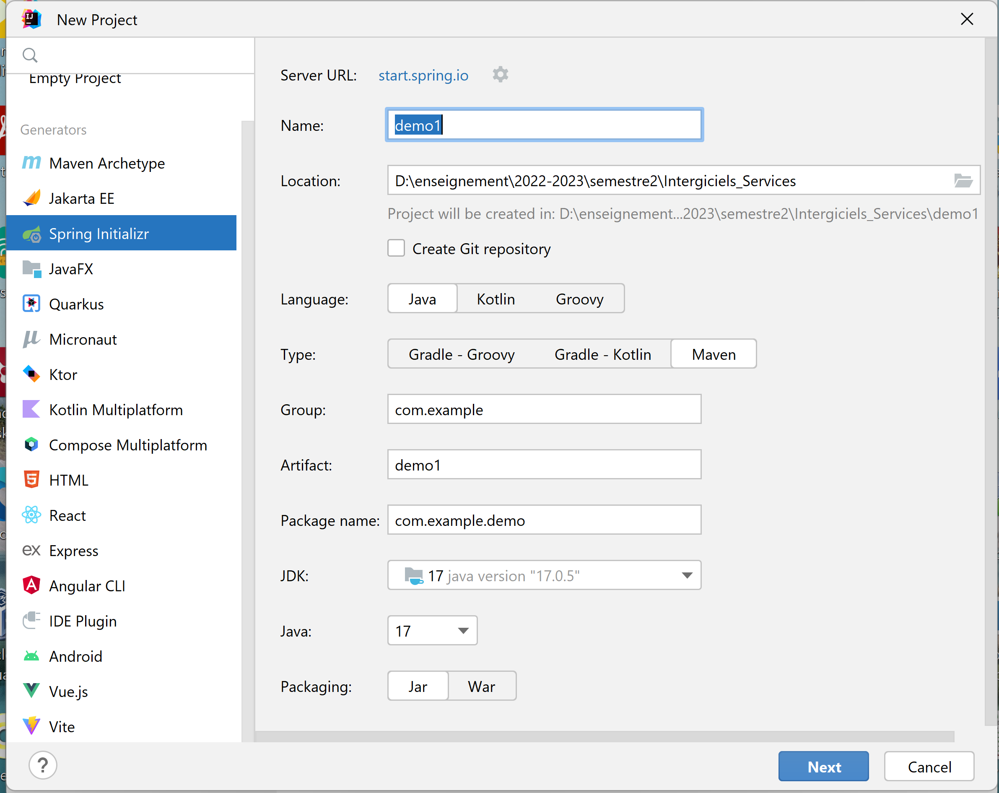 New Project
Empty Project
Generators
Maven Archetype
Jakarta EE
Spring Initializr
JavaFX
Quarkus
Micronaut
Ktor
Kotlin Multiplatform
Compose Multiplatform
HTML
React
ex Express
Angular CLI
IDE Plugin
Android
Vue.js
Vite
Server URL: start.spring.io
Name: demo1
Location: D:\enseignement\2022-2023\semestre2\Intergiciels_Services
Project will be created in: D:\enseignement...2023\semestre2\Intergiciels_Services\demo1
Create Git repository
Language: Java Kotlin Groovy
Type: Gradle - Groovy Gradle - Kotlin Maven
Group: com.example
Artifact: demo1
Package name: com.example.demo
JDK: 17 java version "17.0.5"
Java: 17
Packaging: Jar War
? Next Cancel